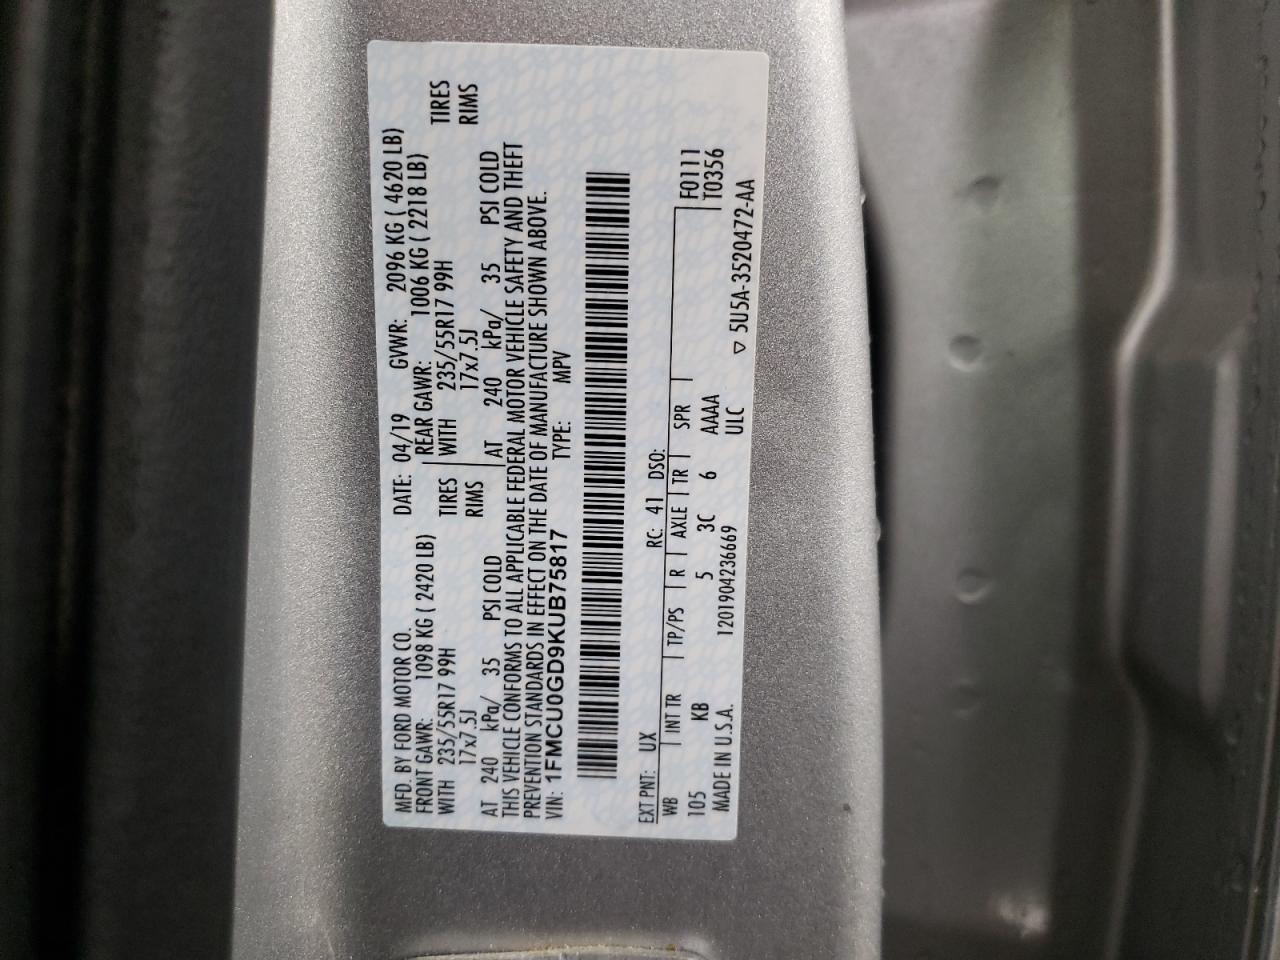 MFD. BY FORD MOTOR CO.
DATE: 04/19 GVWR: 2096 KG ( 4620 LB)
FRONT GAWR: 1098 KG ( 2420 LB) REAR GAWR: 1006 KG ( 2218 LB)
WITH 235/55R17 99H TIRES WITH 235/55R17 99H TIRES
17x7.5J RIMS 17x7.5J RIMS
AT 240 kPa/ 35 PSI COLD AT 240 kPa/ 35 PSI COLD
THIS VEHICLE CONFORMS TO ALL APPLICABLE FEDERAL MOTOR VEHICLE SAFETY AND THEFT
PREVENTION STANDARDS IN EFFECT ON THE DATE OF MANUFACTURE SHOWN ABOVE.
VIN: 1FMCU0GD9KUB75817 TYPE: MPV
EXT PNT: UX RC: 41 DSO:
WB INT TR TP/PS R AXLE TR SPR F0111
105 KB 5 3C 6 AAAA T0356
MADE IN U.S.A. 1201904236669 ULC
▽ 5U5A-3520472-AA